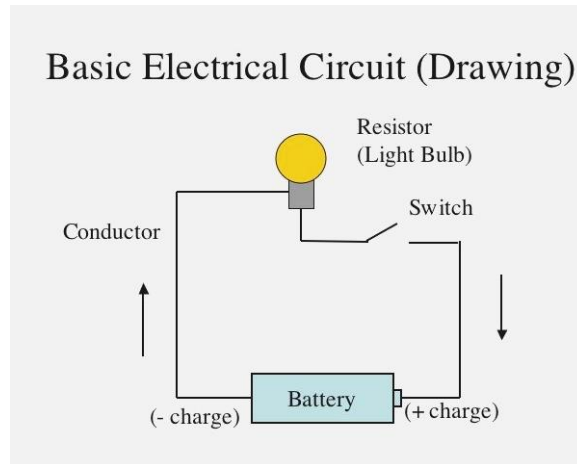 Basic Electrical Circuit (Drawing)
Resistor
(Light Bulb)
Switch
Conductor
Battery
(- charge)
(+ charge)